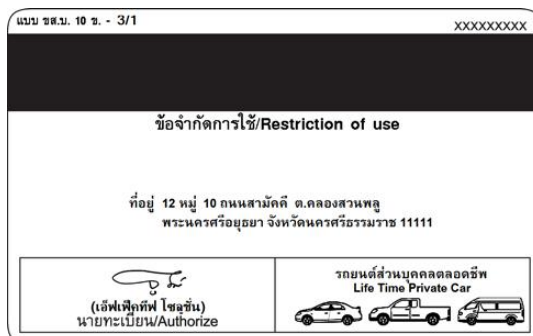 แบบ ขส.บ. 10 ข. - 3/1
XXXXXXXXX
ข้อจำกัดการใช้/Restriction of use
ที่อยู่ 12 หมู่ 10 ถนนสามัคคี ต.คลองสวนพลู
พระนครศรีอยุธยา จังหวัดนครศรีธรรมราช 11111
(เอ็ฟเฟ็คทีฟ โซลูชั่น)
นายทะเบียน/Authorize
รถยนต์ส่วนบุคคลตลอดชีพ
Life Time Private Car